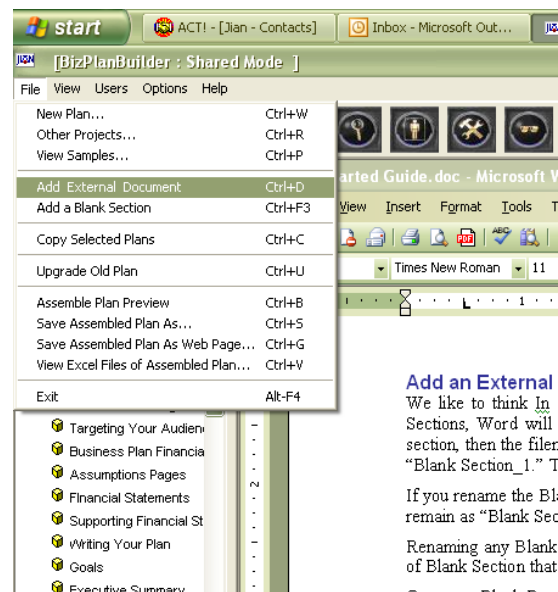 start
ACT! - [Jian - Contacts]
Inbox - Microsoft Out...
JIAN [BizPlanBuilder : Shared Mode ]
File View Users Options Help
New Plan... Ctrl+W
Other Projects... Ctrl+R
View Samples... Ctrl+P
Add External Document Ctrl+D
Add a Blank Section Ctrl+F3
Copy Selected Plans Ctrl+C
Upgrade Old Plan Ctrl+U
Assemble Plan Preview Ctrl+B
Save Assembled Plan As... Ctrl+S
Save Assembled Plan As Web Page... Ctrl+G
View Excel Files of Assembled Plan... Ctrl+V
Exit Alt-F4
arted Guide.doc - Microsoft W
View Insert Format Tools T
Times New Roman 11
1
Targeting Your Audien
Business Plan Financia
Assumptions Pages
FInancial Statements
Supporting Financial St
Writing Your Plan
Goals
Executive Summary
2
Add an External
We like to think In
Sections, Word will
section, then the filen
“Blank Section_1.” T
If you rename the Bla
remain as “Blank Sec
Renaming any Blank
of Blank Section that